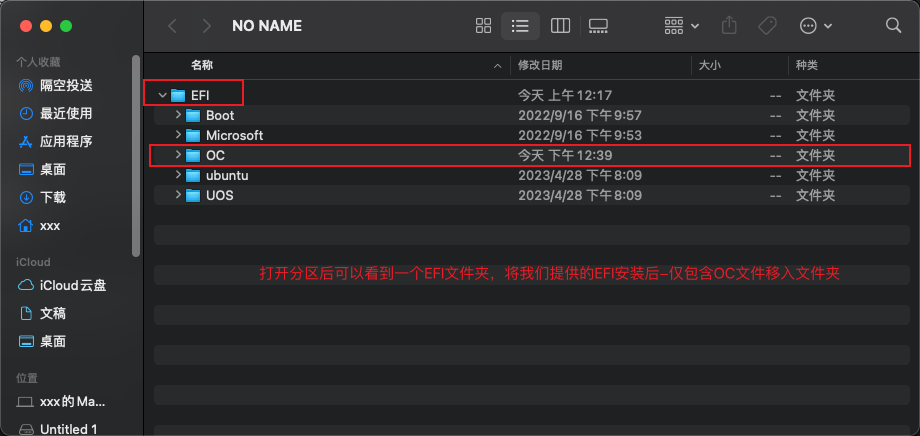 NO NAME
个人收藏
隔空投送
最近使用
应用程序
桌面
下载
xxx
iCloud
iCloud云盘
文稿
桌面
位置
xxx的Ma...
Untitled 1
名称 修改日期 大小 种类
EFI 今天 上午12:17 -- 文件夹
Boot 2022/9/16 下午9:57 -- 文件夹
Microsoft 2022/9/16 下午9:53 -- 文件夹
OC 今天 下午12:39 -- 文件夹
ubuntu 2023/4/28 下午8:09 -- 文件夹
UOS 2023/4/28 下午8:09 -- 文件夹
打开分区后可以看到一个EFI文件夹，将我们提供的EFI安装后-仅包含OC文件移入文件夹